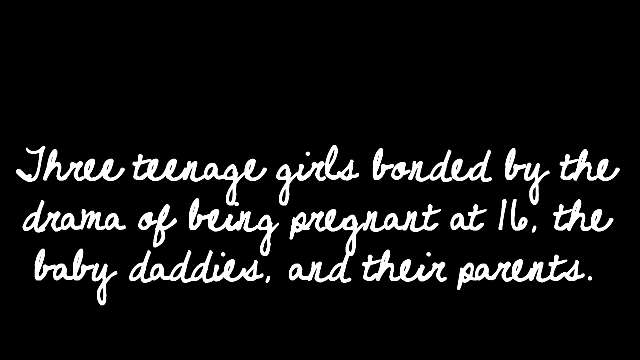 Three teenage girls bonded by the
drama of being pregnant at 16, the
baby daddies, and their parents.